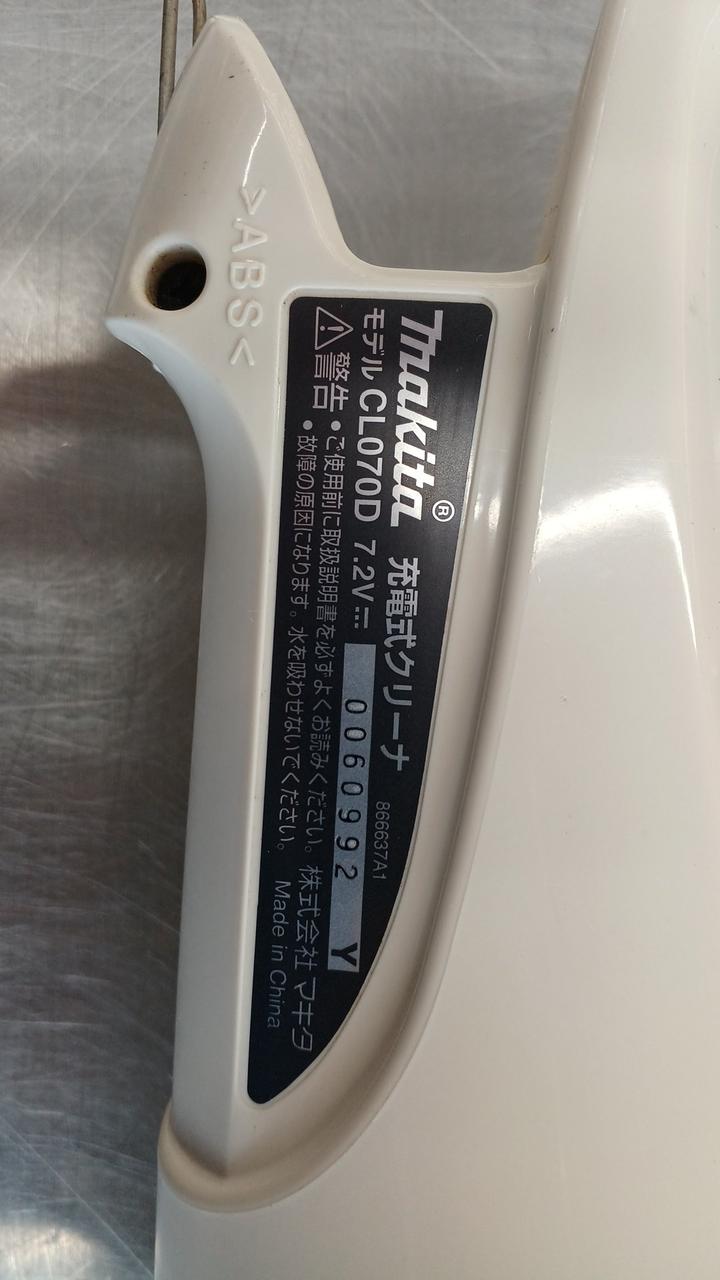 >ABS<
makita® 充電式クリーナ
モデル CL070D 7.2V⎓ 0060992 Y
866637A1
⚠警告 ●ご使用前に取扱説明書を必ずよくお読みください。
●故障の原因になります。水を吸わせないでください。
株式会社 マキタ
Made in China